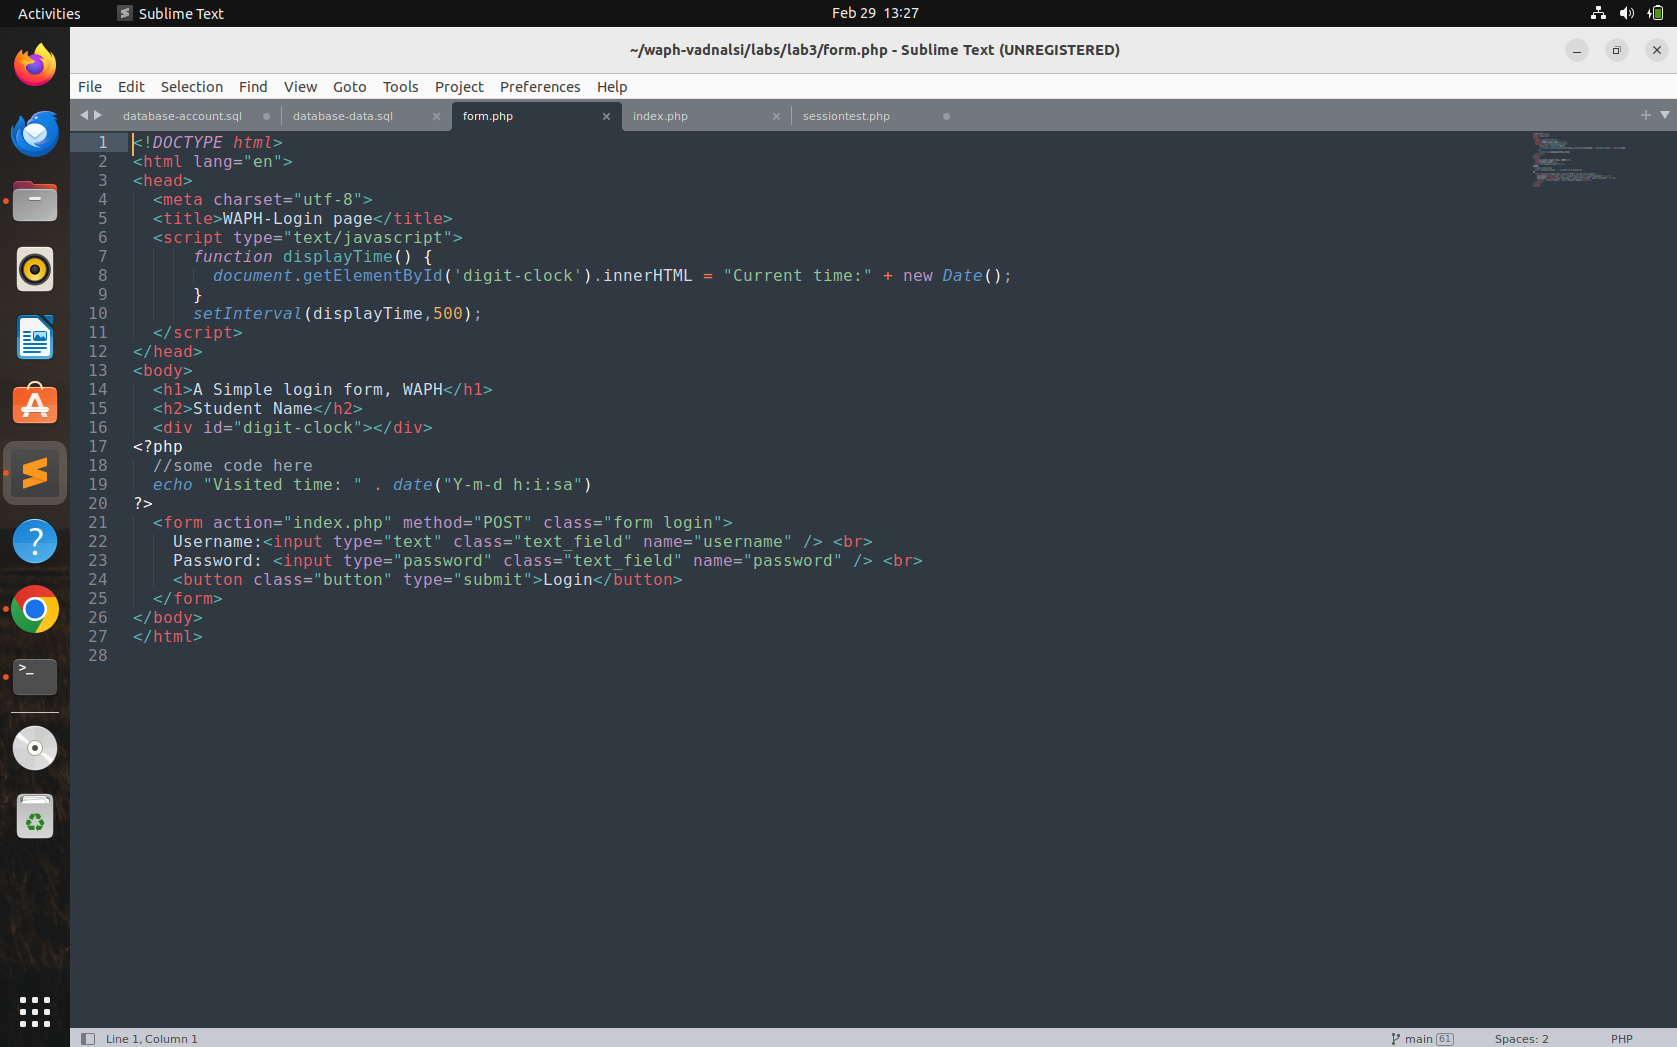 Activities Sublime Text Feb 29 13:27
~/waph-vadnalsi/labs/lab3/form.php - Sublime Text (UNREGISTERED)
File Edit Selection Find View Goto Tools Project Preferences Help
database-account.sql database-data.sql form.php index.php sessiontest.php
1 <!DOCTYPE html>
2 <html lang="en">
3 <head>
4   <meta charset="utf-8">
5   <title>WAPH-Login page</title>
6   <script type="text/javascript">
7       function displayTime() {
8         document.getElementById('digit-clock').innerHTML = "Current time:" + new Date();
9       }
10       setInterval(displayTime,500);
11   </script>
12 </head>
13 <body>
14   <h1>A Simple login form, WAPH</h1>
15   <h2>Student Name</h2>
16   <div id="digit-clock"></div>
17 <?php
18   //some code here
19   echo "Visited time: " . date("Y-m-d h:i:sa")
20 ?>
21   <form action="index.php" method="POST" class="form login">
22     Username:<input type="text" class="text_field" name="username" /> <br>
23     Password: <input type="password" class="text_field" name="password" /> <br>
24     <button class="button" type="submit">Login</button>
25   </form>
26 </body>
27 </html>
28
Line 1, Column 1 main 61 Spaces: 2 PHP